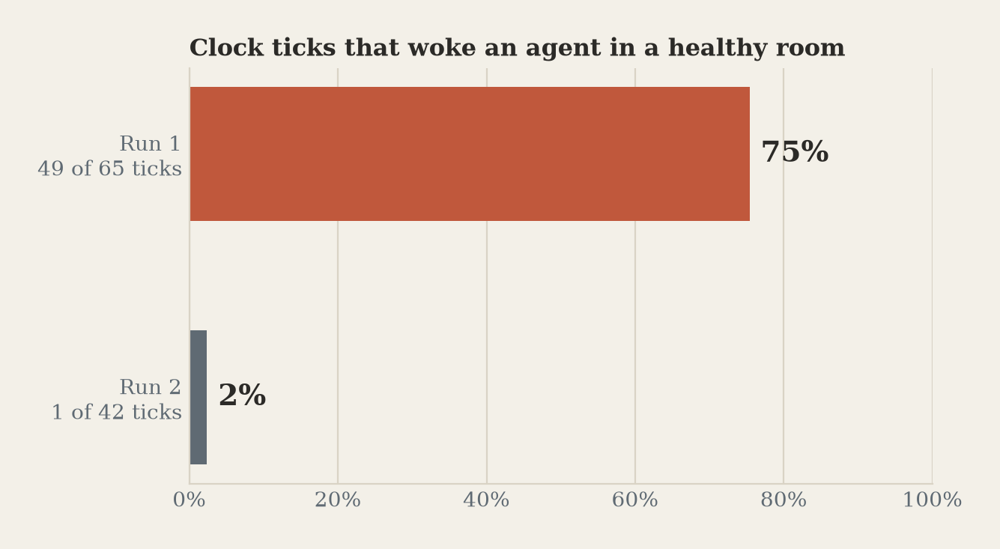 Clock ticks that woke an agent in a healthy room
Run 1
49 of 65 ticks
75%
Run 2
1 of 42 ticks
2%
0% 20% 40% 60% 80% 100%